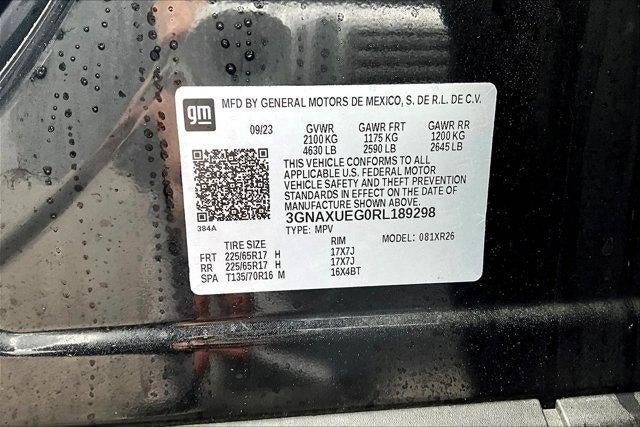 gm
MFD BY GENERAL MOTORS DE MEXICO, S. DE R.L. DE C.V.
09/23 GVWR GAWR FRT GAWR RR
2100 KG 1175 KG 1200 KG
4630 LB 2590 LB 2645 LB
THIS VEHICLE CONFORMS TO ALL
APPLICABLE U.S. FEDERAL MOTOR
VEHICLE SAFETY AND THEFT PREVENTION
STANDARDS IN EFFECT ON THE DATE OF
MANUFACTURE SHOWN ABOVE.
384A
3GNAXUEG0RL189298
TYPE: MPV MODEL: 081XR26
TIRE SIZE RIM
FRT 225/65R17 H 17X7J
RR 225/65R17 H 17X7J
SPA T135/70R16 M 16X4BT